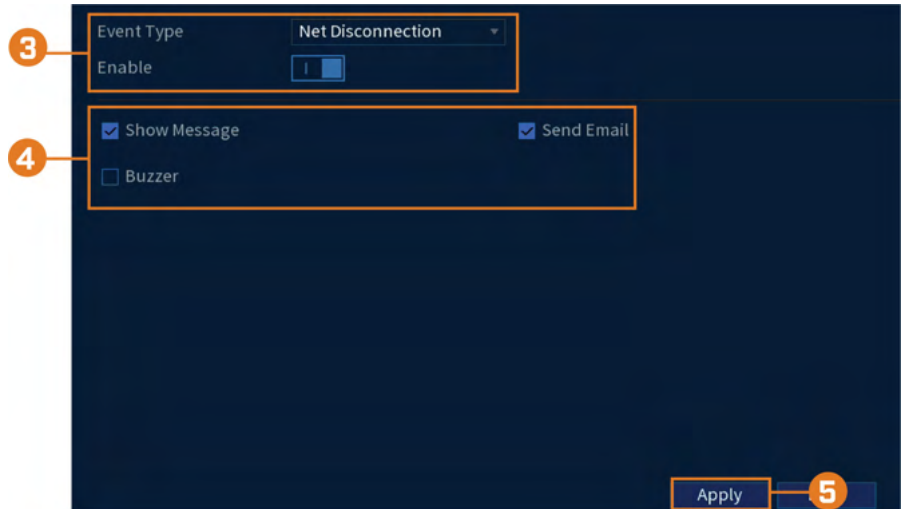 3
Event Type
Net Disconnection
Enable
4
Show Message
Send Email
Buzzer
Apply
5